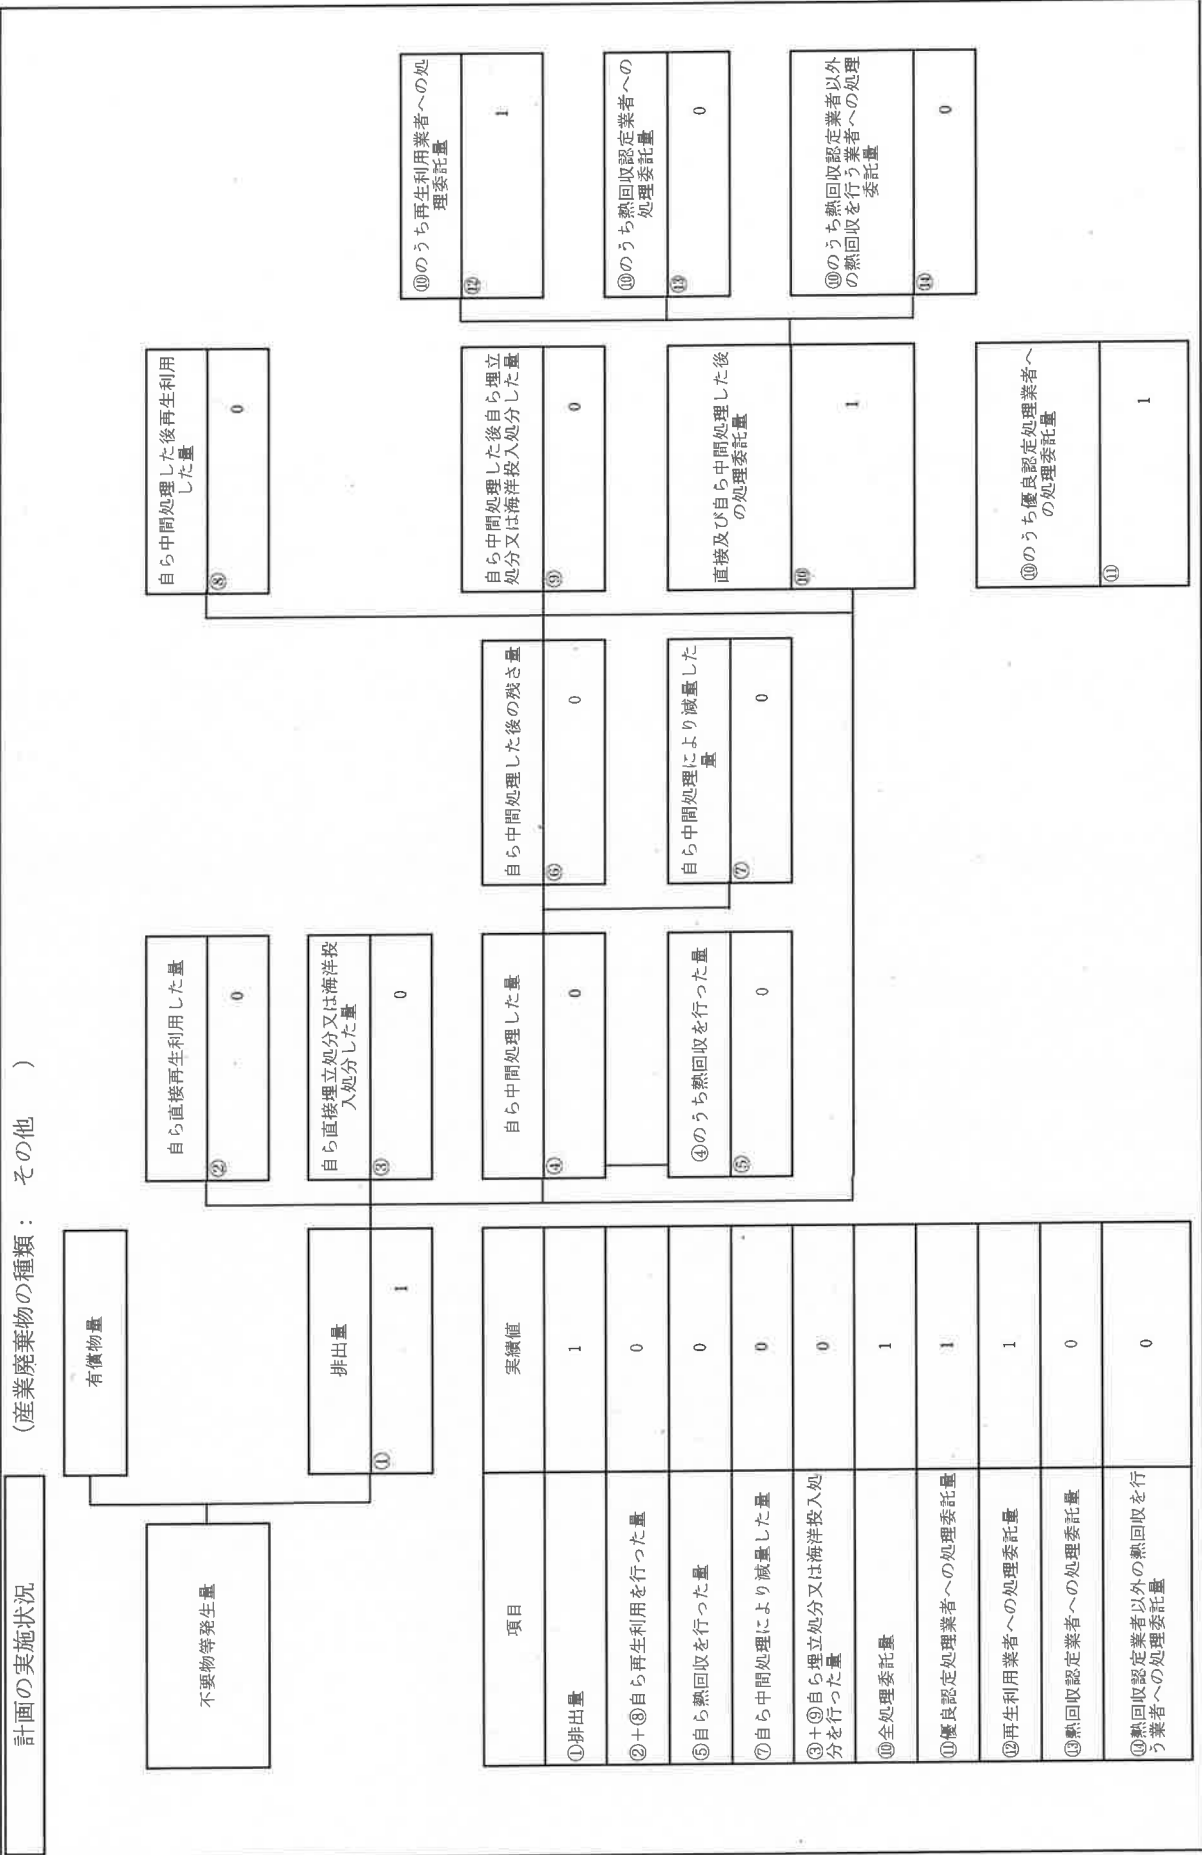 計画の実施状況
（産業廃棄物の種類： その他 ）
不要物等発生量
有償物量
排出量
①
1
自ら直接再生利用した量
②
0
自ら直接埋立処分又は海洋投
入処分した量
③
0
自ら中間処理した量
④
0
④のうち熱回収を行った量
⑤
0
自ら中間処理した後の残さ量
⑥
0
自ら中間処理により減量した
量
⑦
0
自ら中間処理した後再生利用
した量
⑧
0
自ら中間処理した後自ら埋立
処分又は海洋投入処分した量
⑨
0
直接及び自ら中間処理した後
の処理委託量
⑩
1
⑩のうち優良認定処理業者へ
の処理委託量
⑪
1
⑩のうち再生利用業者への処
理委託量
⑫
1
⑩のうち熱回収認定業者への
処理委託量
⑬
0
⑩のうち熱回収認定業者以外
の熱回収を行う業者への処理
委託量
⑭
0
項目 実績値
①排出量 1
②＋⑧自ら再生利用を行った量 0
⑤自ら熱回収を行った量 0
⑦自ら中間処理により減量した量 0
③＋⑨自ら埋立処分又は海洋投入処
分を行った量 0
⑩全処理委託量 1
⑪優良認定処理業者への処理委託量 1
⑫再生利用業者への処理委託量 1
⑬熱回収認定業者への処理委託量 0
⑭熱回収認定業者以外の熱回収を行
う業者への処理委託量 0